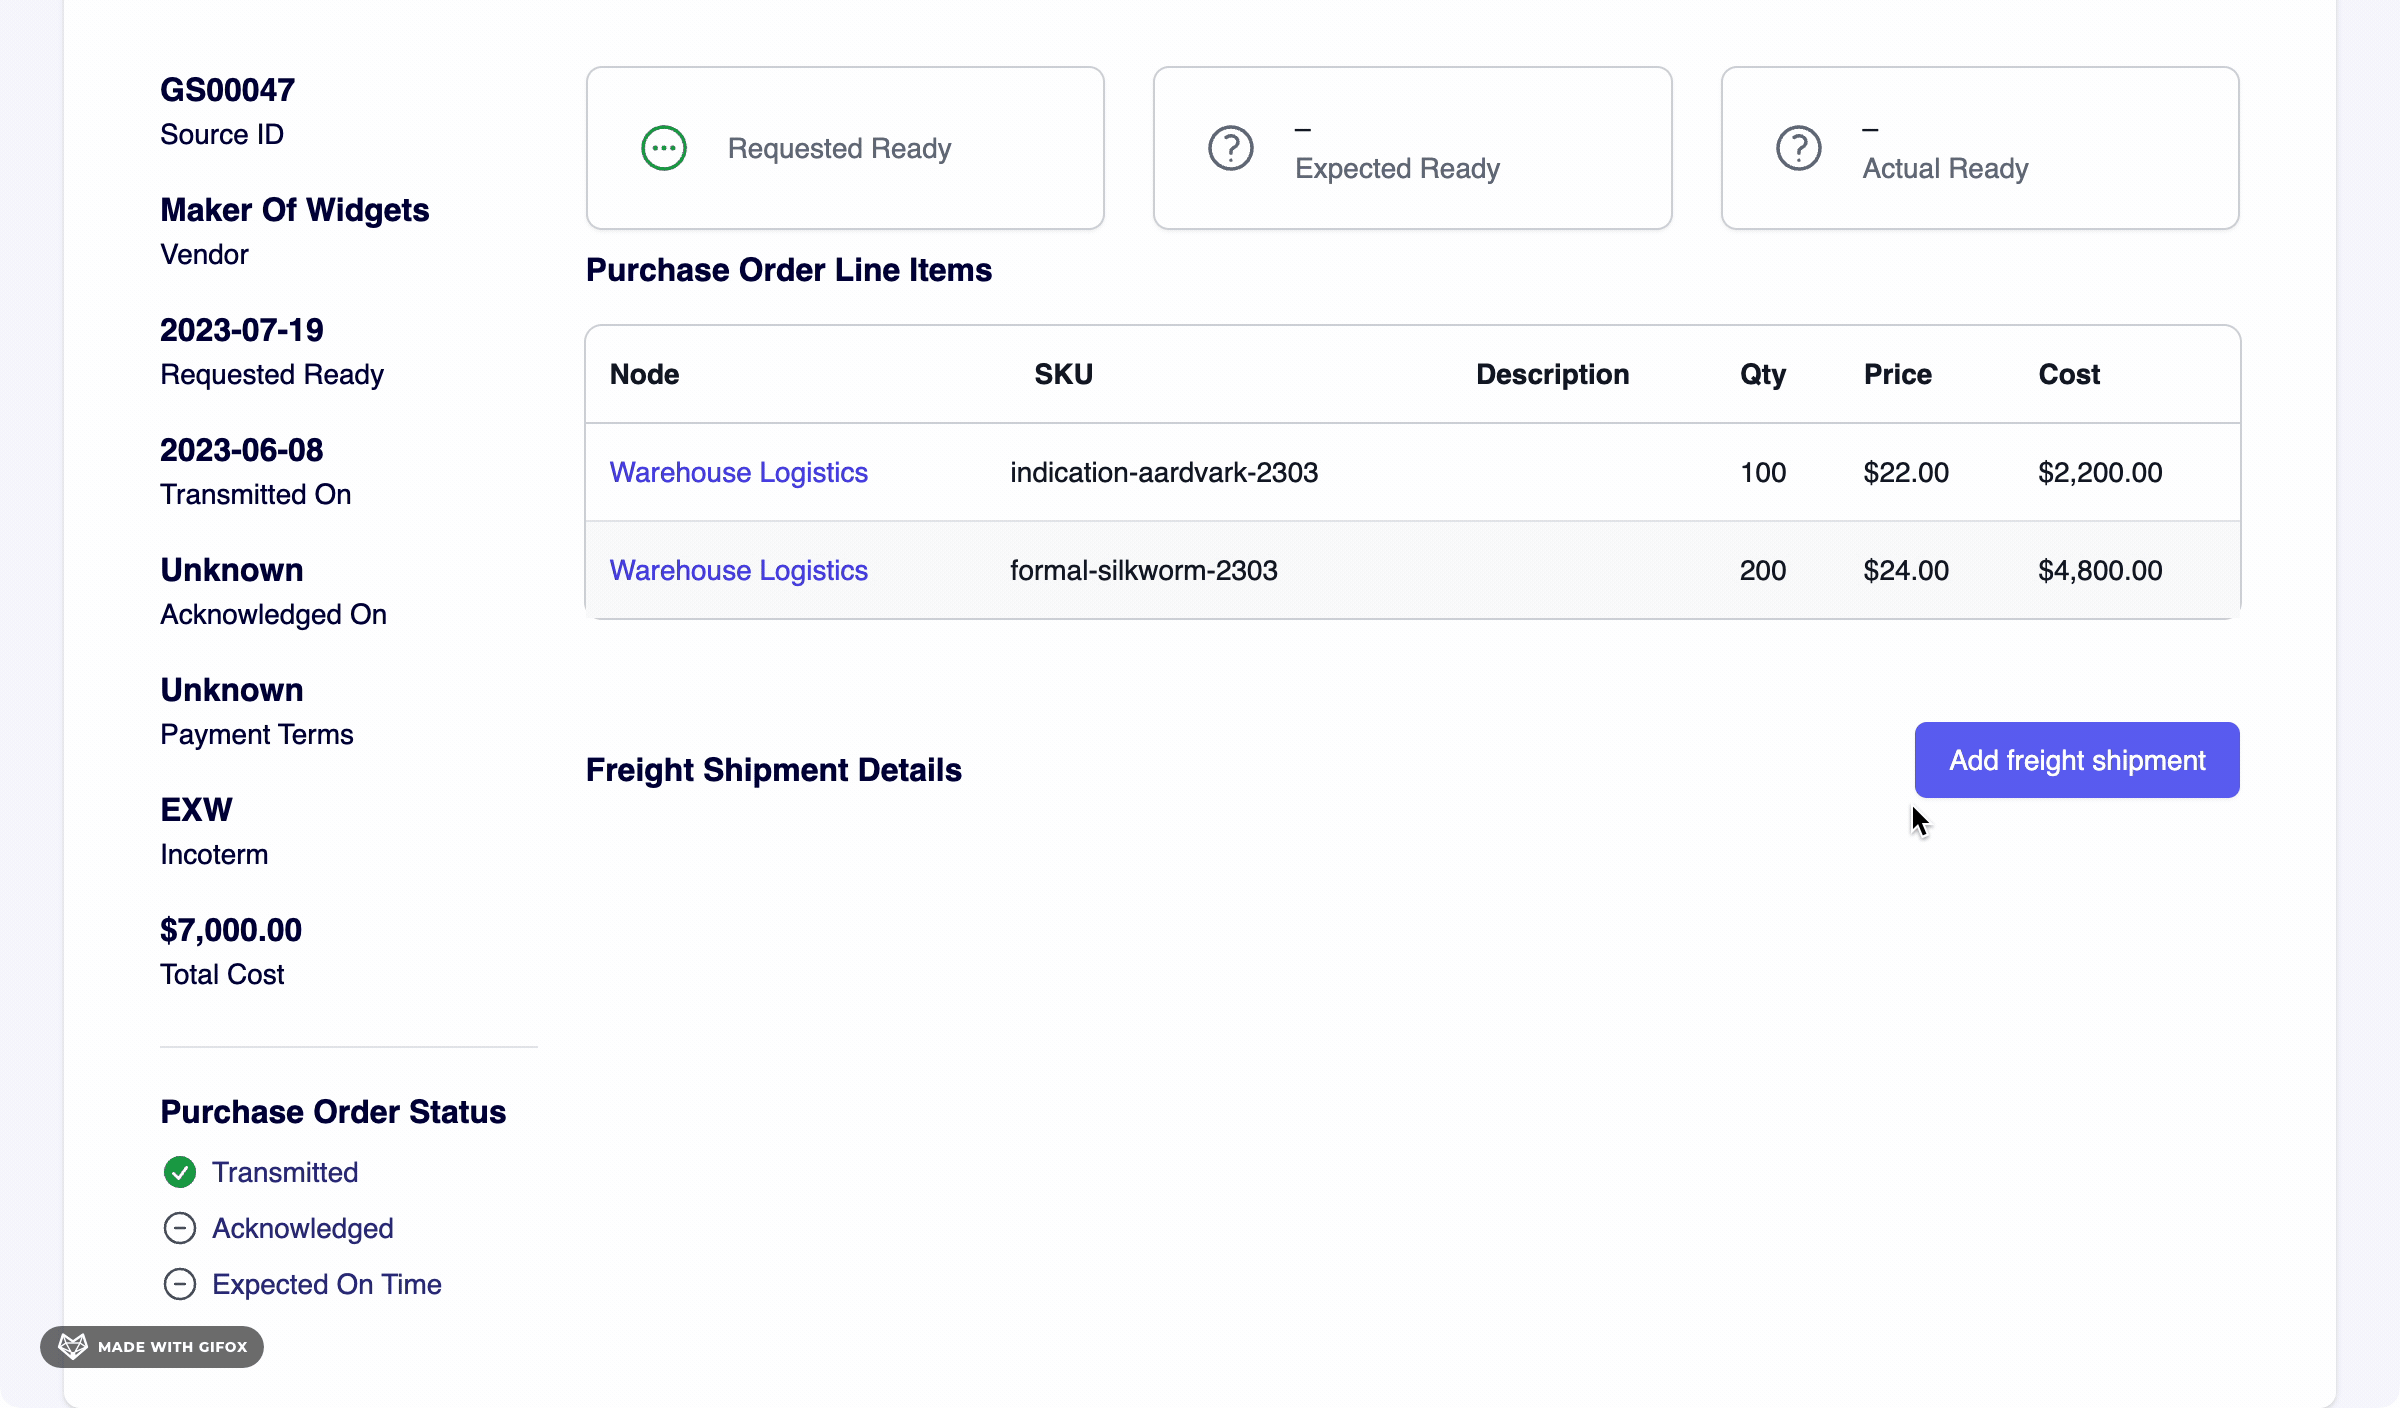 GS00047
Source ID
Maker Of Widgets
Vendor
2023-07-19
Requested Ready
2023-06-08
Transmitted On
Unknown
Acknowledged On
Unknown
Payment Terms
EXW
Incoterm
$7,000.00
Total Cost
Purchase Order Status
Transmitted
Acknowledged
Expected On Time
Requested Ready
–
Expected Ready
–
Actual Ready
Purchase Order Line Items
Node SKU Description Qty Price Cost
Warehouse Logistics indication-aardvark-2303 100 $22.00 $2,200.00
Warehouse Logistics formal-silkworm-2303 200 $24.00 $4,800.00
Freight Shipment Details
Add freight shipment
MADE WITH GIFOX